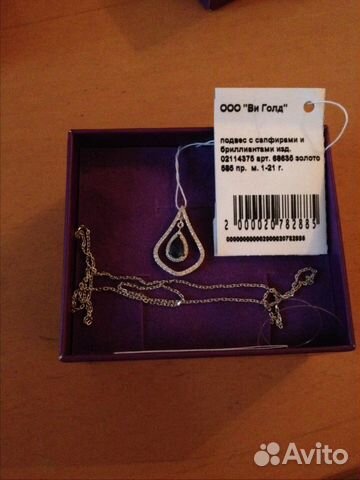 ООО "Ви Голд"
подвес с сапфирами и
бриллиантами изд.
02114375 арт. 68635 золото
585 пр. м. 1-21 г.
2 000020 782885
00000000002000020782885
Avito